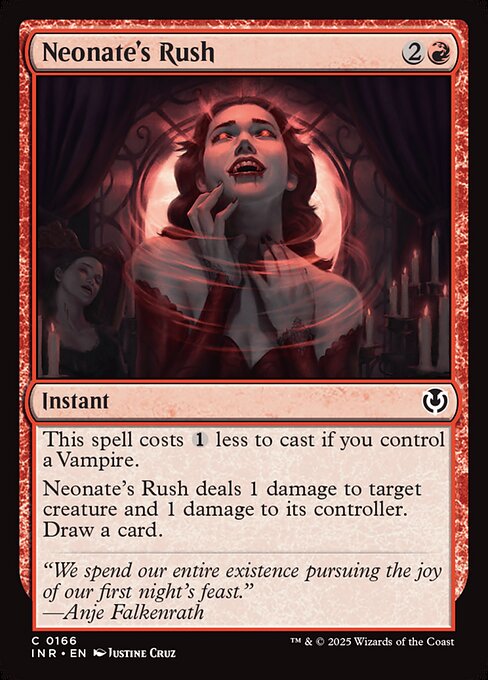 Neonate's Rush 2
Instant
This spell costs 1 less to cast if you control
a Vampire.
Neonate's Rush deals 1 damage to target
creature and 1 damage to its controller.
Draw a card.
“We spend our entire existence pursuing the joy
of our first night's feast.”
—Anje Falkenrath
C 0166
INR • EN Justine Cruz
™ & © 2025 Wizards of the Coast